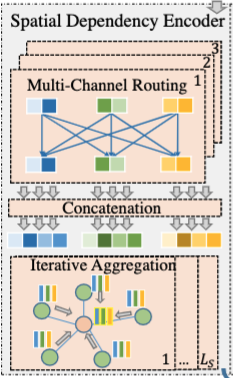 Spatial Dependency Encoder
3
2
Multi-Channel Routing 1
Concatenation
Iterative Aggregation
1 ... L_S